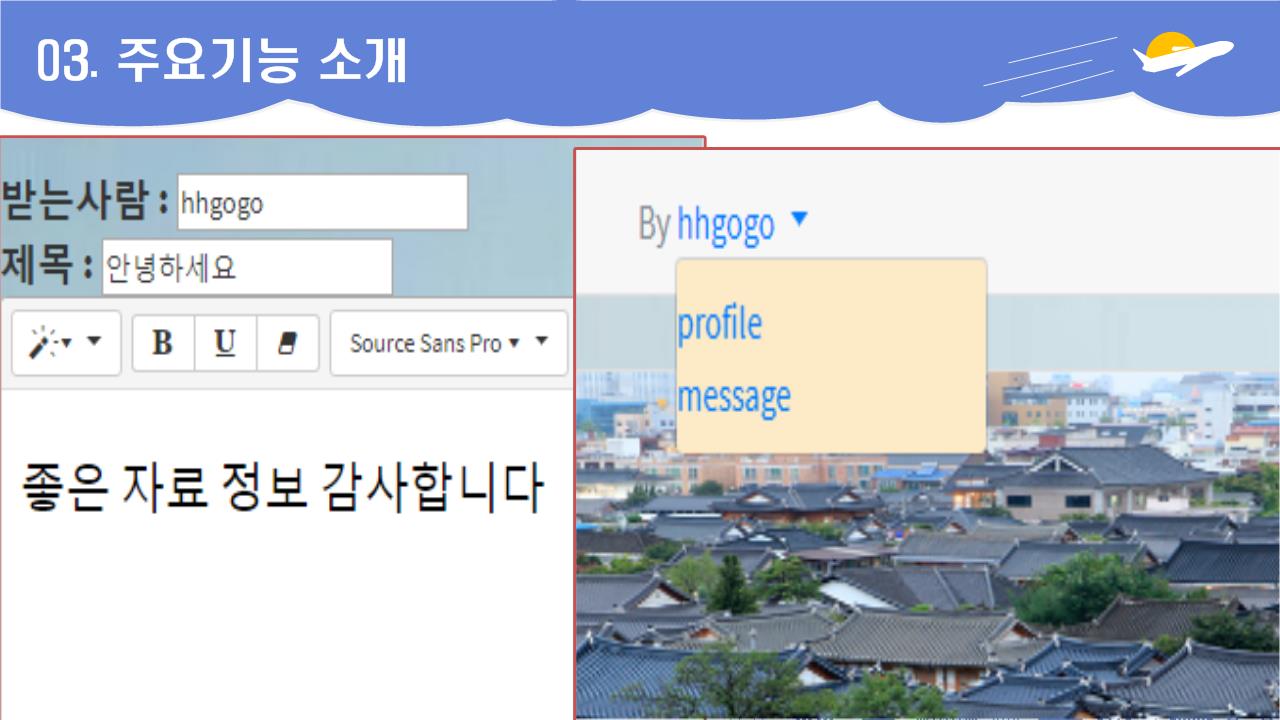 03. 주요기능 소개
받는사람 : hhgogo
제목 : 안녕하세요
B U Source Sans Pro
좋은 자료 정보 감사합니다
By hhgogo
profile
message